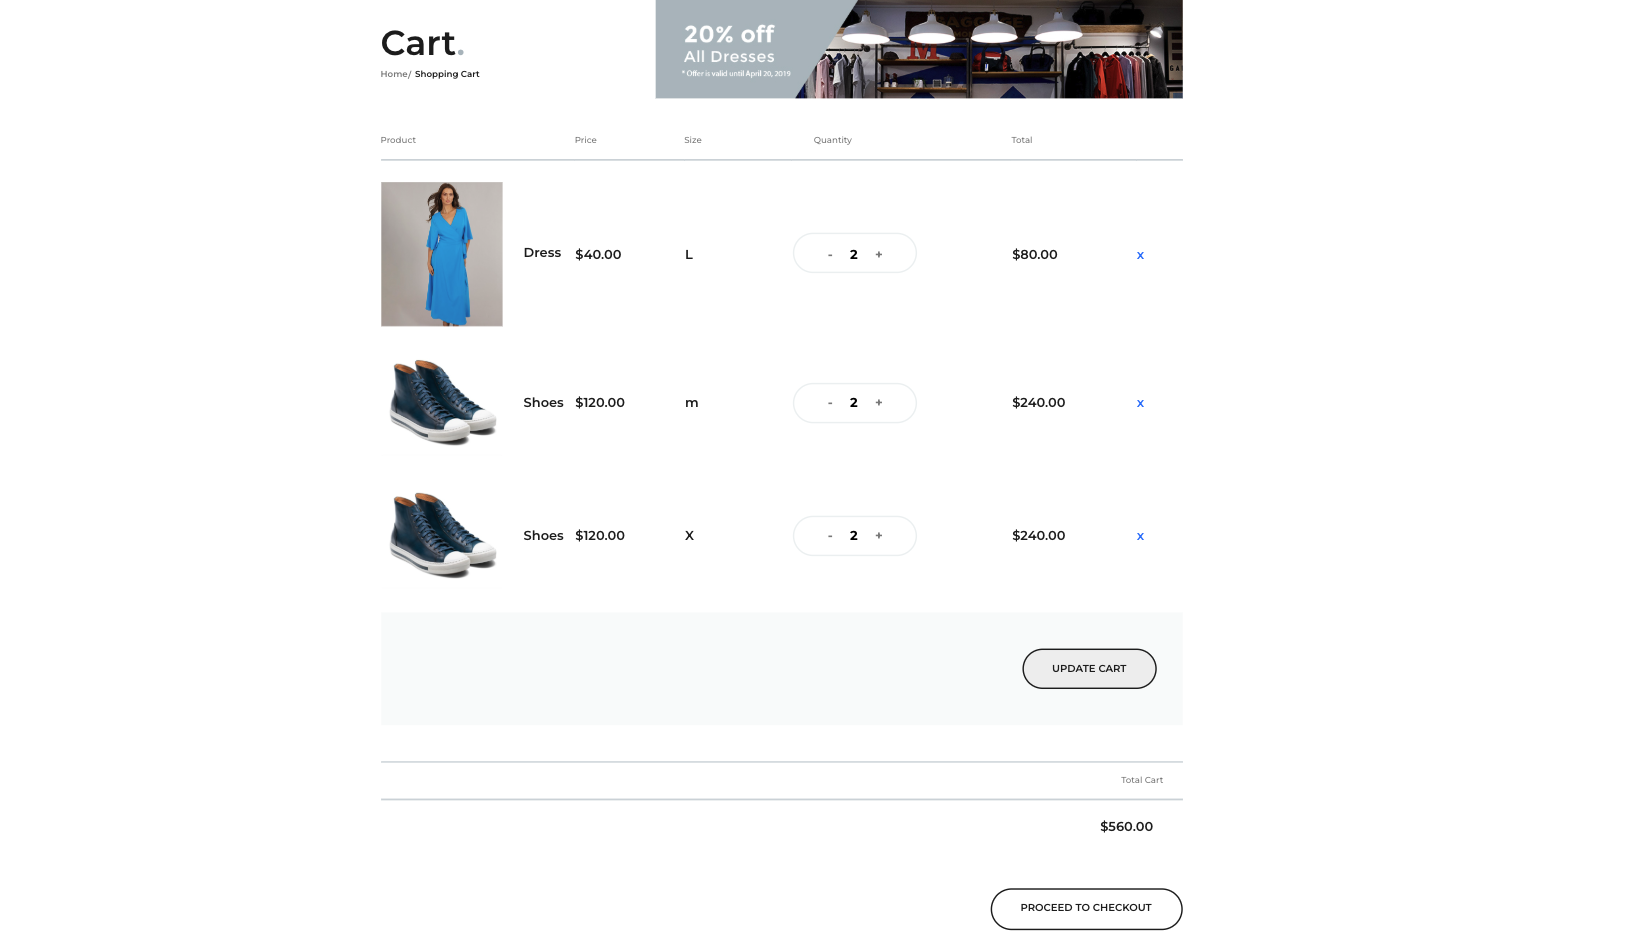 Cart.
Home/ Shopping Cart
20% off
All Dresses
* Offer is valid until April 20, 2019
Product Price Size Quantity Total
Dress $40.00 L - 2 + $80.00 x
Shoes $120.00 m - 2 + $240.00 x
Shoes $120.00 X - 2 + $240.00 x
UPDATE CART
Total Cart
$560.00
PROCEED TO CHECKOUT